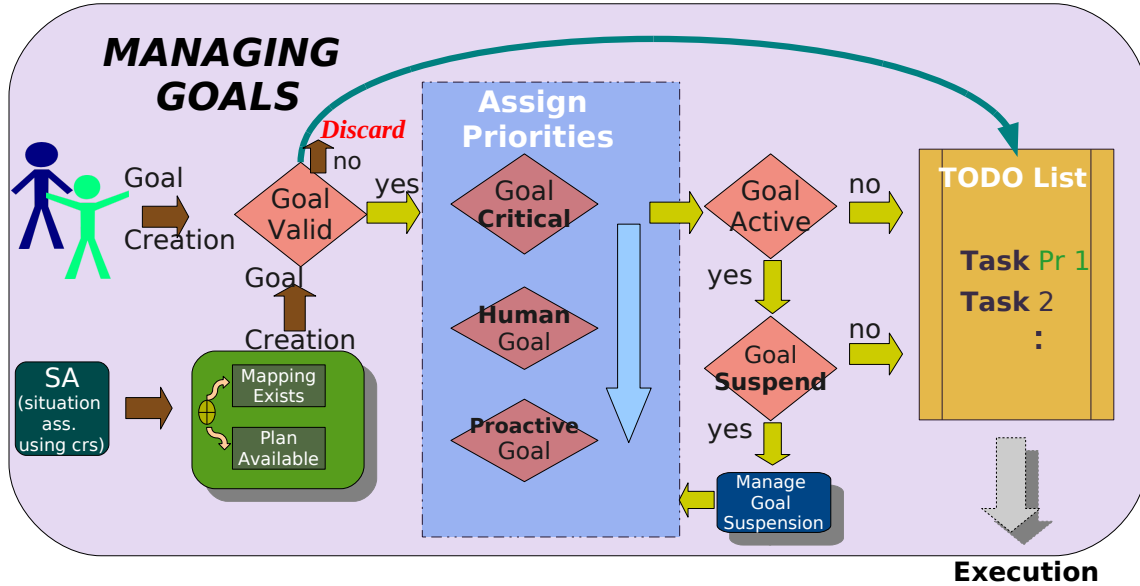 MANAGING
GOALS
Goal
Creation
Goal
Valid
Discard
no
yes
Goal
Creation
SA
(situation
ass.
using crs)
Mapping
Exists
Plan
Available
Assign
Priorities
Goal
Critical
Human
Goal
Proactive
Goal
Goal
Active
no
yes
Goal
Suspend
no
yes
Manage
Goal
Suspension
TODO List
Task Pr 1
Task 2
:
Execution